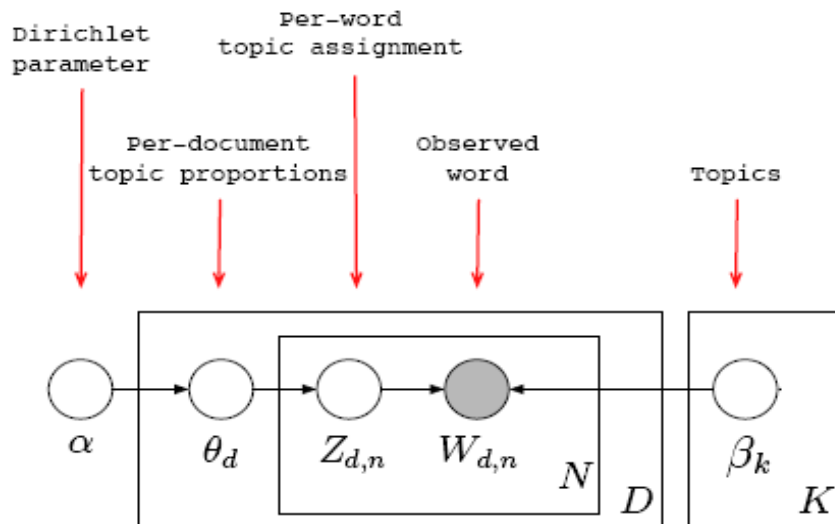 Dirichlet
parameter
Per-word
topic assignment
Per-document
topic proportions
Observed
word
Topics
α
θ_d
Z_{d,n}
W_{d,n}
N
D
β_k
K